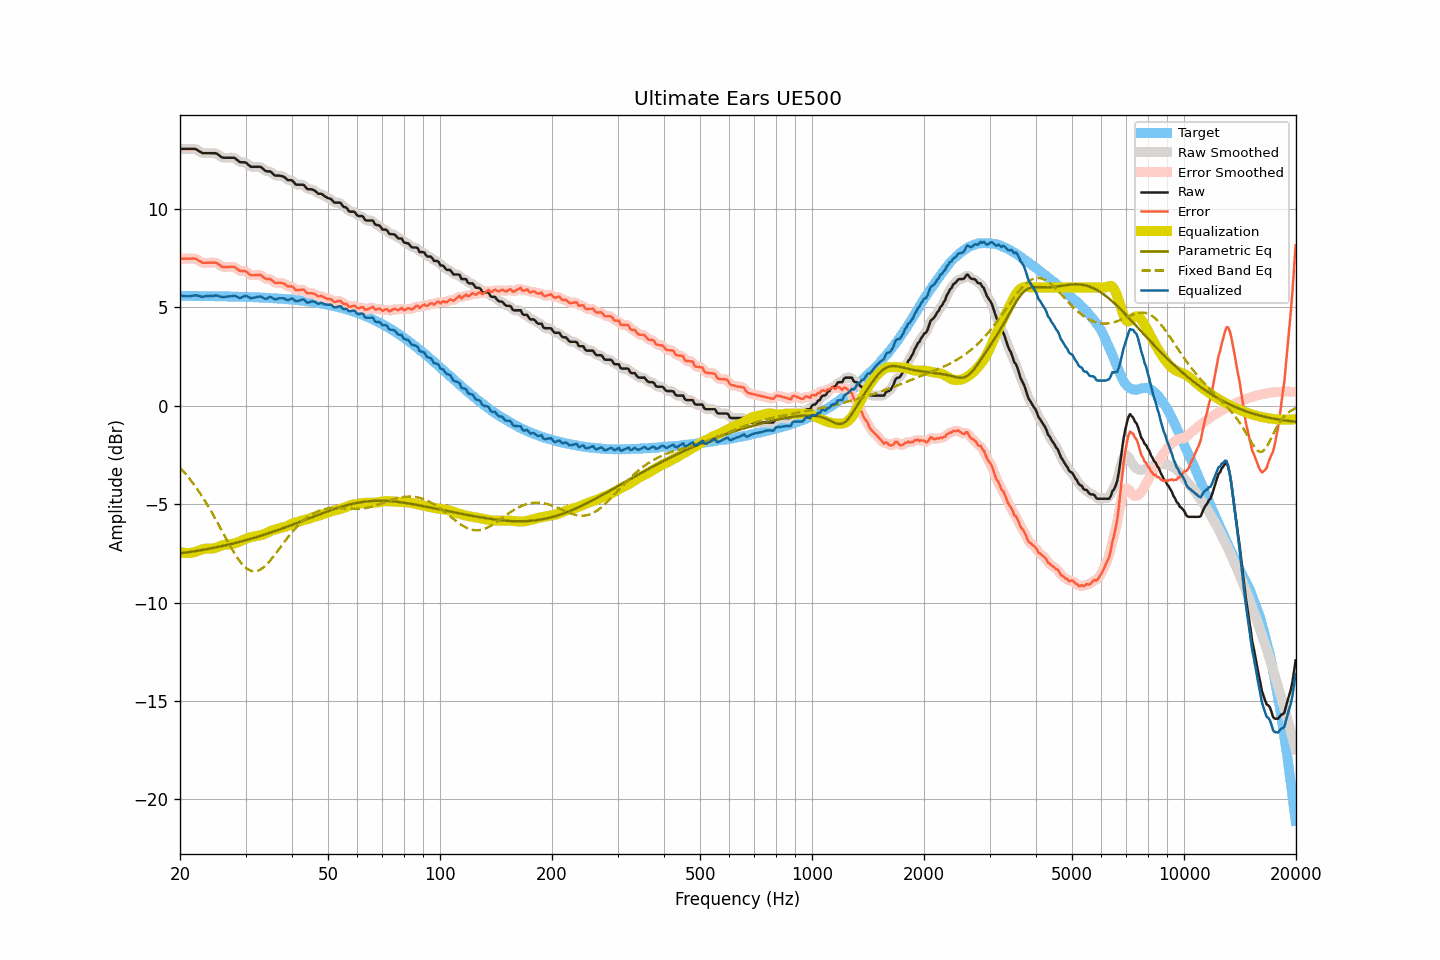 Ultimate Ears UE500
Target
Raw Smoothed
Error Smoothed
Raw
Error
Equalization
Parametric Eq
Fixed Band Eq
Equalized
Amplitude (dBr)
10
5
0
−5
−10
−15
−20
20 50 100 200 500 1000 2000 5000 10000 20000
Frequency (Hz)